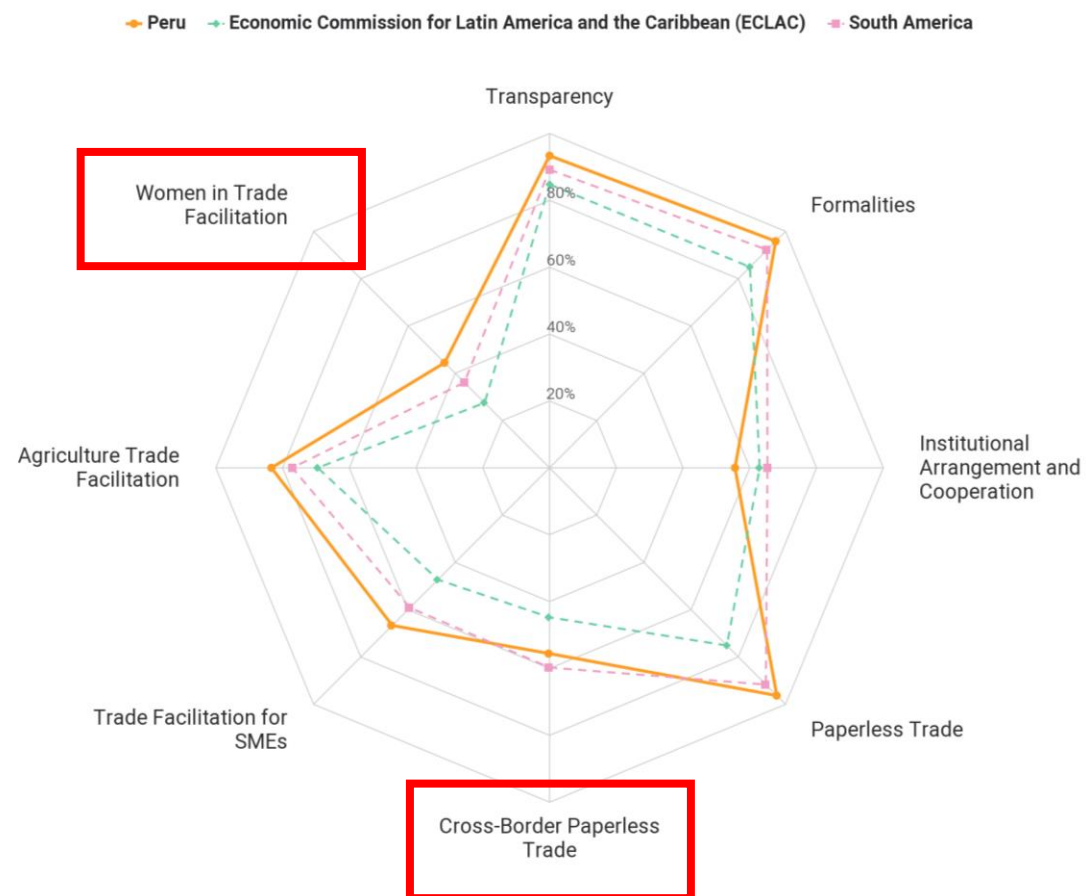 Peru Economic Commission for Latin America and the Caribbean (ECLAC) South America
Transparency
Women in Trade
Facilitation
Formalities
80%
60%
40%
20%
Agriculture Trade
Facilitation
Institutional
Arrangement and
Cooperation
Trade Facilitation for
SMEs
Paperless Trade
Cross-Border Paperless
Trade